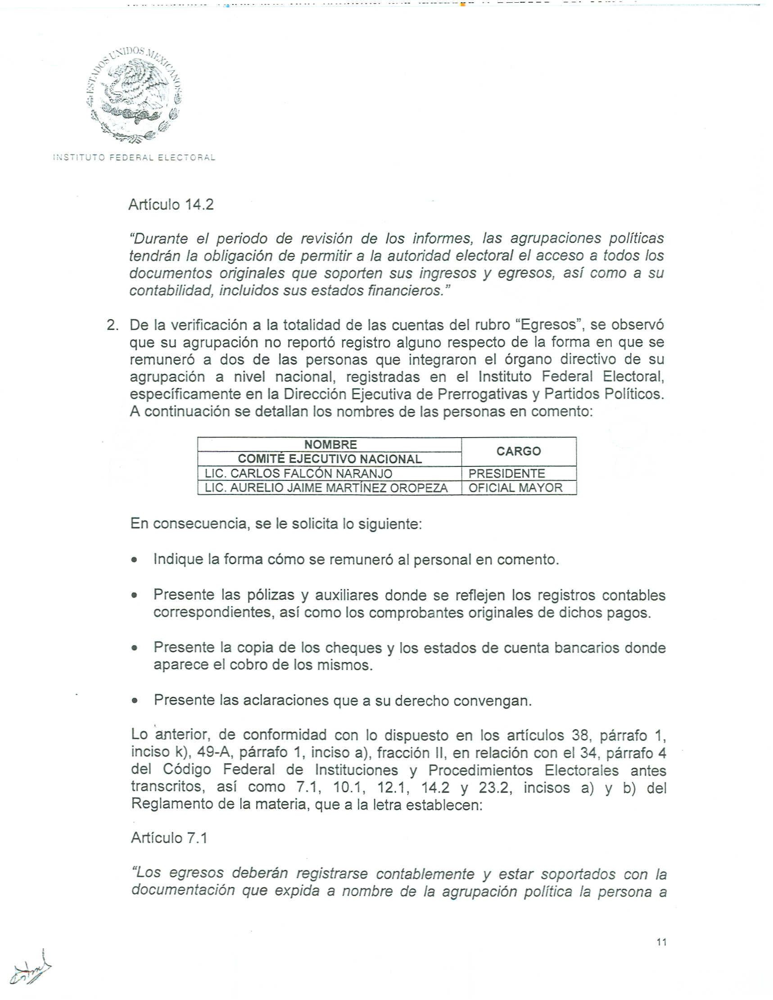 ESTADOS UNIDOS MEXICANOS
INSTITUTO FEDERAL ELECTORAL
Artículo 14.2
“Durante el periodo de revisión de los informes, las agrupaciones políticas
tendrán la obligación de permitir a la autoridad electoral el acceso a todos los
documentos originales que soporten sus ingresos y egresos, así como a su
contabilidad, incluidos sus estados financieros.”
2. De la verificación a la totalidad de las cuentas del rubro “Egresos”, se observó
que su agrupación no reportó registro alguno respecto de la forma en que se
remuneró a dos de las personas que integraron el órgano directivo de su
agrupación a nivel nacional, registradas en el Instituto Federal Electoral,
específicamente en la Dirección Ejecutiva de Prerrogativas y Partidos Políticos.
A continuación se detallan los nombres de las personas en comento:
NOMBRE
CARGO
COMITÉ EJECUTIVO NACIONAL
LIC. CARLOS FALCÓN NARANJO PRESIDENTE
LIC. AURELIO JAIME MARTÍNEZ OROPEZA OFICIAL MAYOR
En consecuencia, se le solicita lo siguiente:
• Indique la forma cómo se remuneró al personal en comento.
• Presente las pólizas y auxiliares donde se reflejen los registros contables
correspondientes, así como los comprobantes originales de dichos pagos.
• Presente la copia de los cheques y los estados de cuenta bancarios donde
aparece el cobro de los mismos.
• Presente las aclaraciones que a su derecho convengan.
Lo anterior, de conformidad con lo dispuesto en los artículos 38, párrafo 1,
inciso k), 49-A, párrafo 1, inciso a), fracción II, en relación con el 34, párrafo 4
del Código Federal de Instituciones y Procedimientos Electorales antes
transcritos, así como 7.1, 10.1, 12.1, 14.2 y 23.2, incisos a) y b) del
Reglamento de la materia, que a la letra establecen:
Artículo 7.1
“Los egresos deberán registrarse contablemente y estar soportados con la
documentación que expida a nombre de la agrupación política la persona a
11